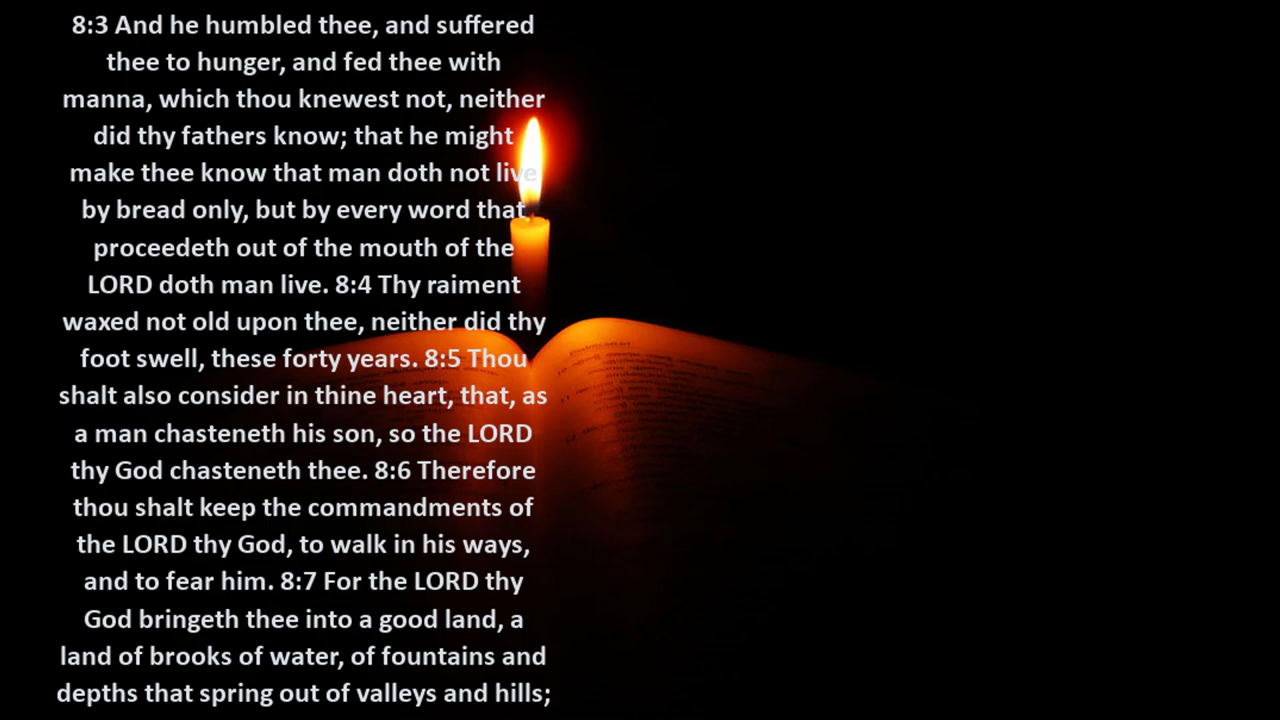 8:3 And he humbled thee, and suffered
thee to hunger, and fed thee with
manna, which thou knewest not, neither
did thy fathers know; that he might
make thee know that man doth not live
by bread only, but by every word that
proceedeth out of the mouth of the
LORD doth man live. 8:4 Thy raiment
waxed not old upon thee, neither did thy
foot swell, these forty years. 8:5 Thou
shalt also consider in thine heart, that, as
a man chasteneth his son, so the LORD
thy God chasteneth thee. 8:6 Therefore
thou shalt keep the commandments of
the LORD thy God, to walk in his ways,
and to fear him. 8:7 For the LORD thy
God bringeth thee into a good land, a
land of brooks of water, of fountains and
depths that spring out of valleys and hills;